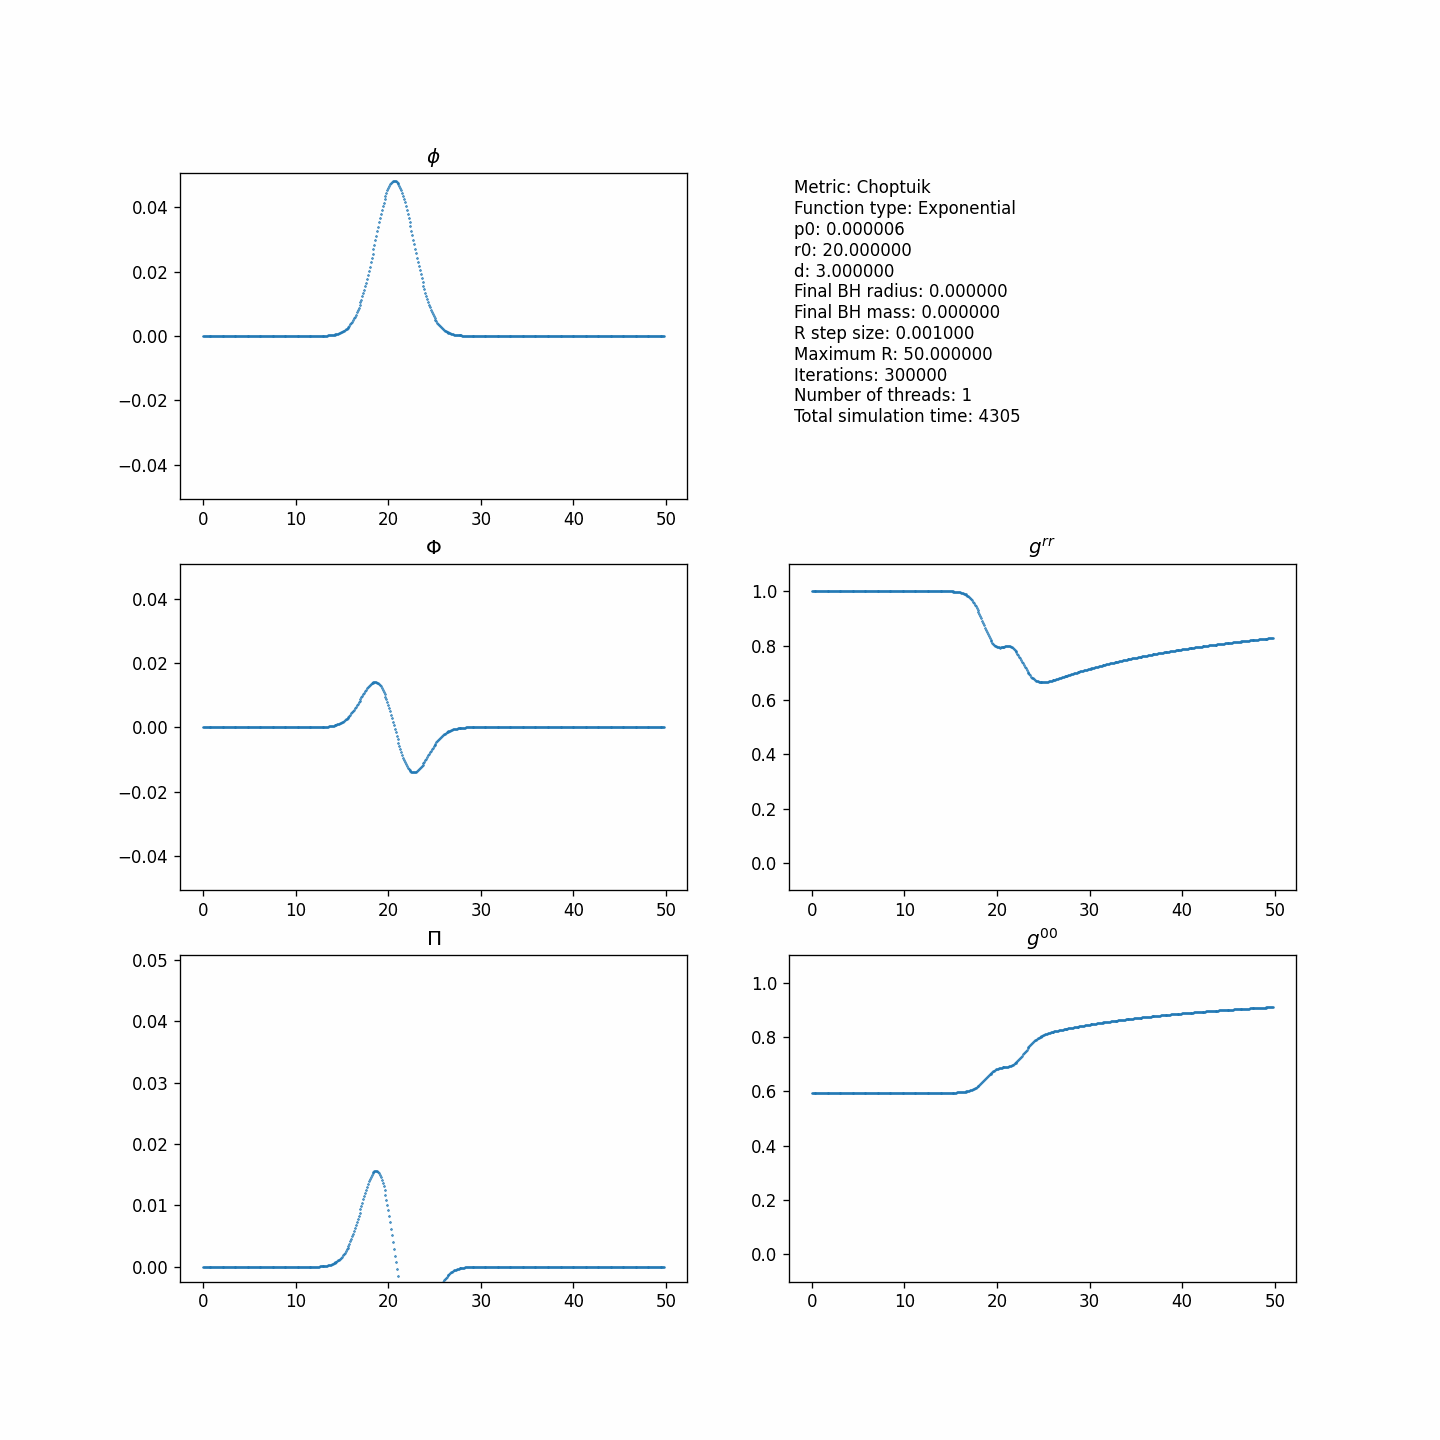 ϕ
0.04
0.02
0.00
−0.02
−0.04
0 10 20 30 40 50
Metric: Choptuik
Function type: Exponential
p0: 0.000006
r0: 20.000000
d: 3.000000
Final BH radius: 0.000000
Final BH mass: 0.000000
R step size: 0.001000
Maximum R: 50.000000
Iterations: 300000
Number of threads: 1
Total simulation time: 4305
Φ
0.04
0.02
0.00
−0.02
−0.04
0 10 20 30 40 50
g^{rr}
1.0
0.8
0.6
0.4
0.2
0.0
0 10 20 30 40 50
Π
0.05
0.04
0.03
0.02
0.01
0.00
0 10 20 30 40 50
g^{00}
1.0
0.8
0.6
0.4
0.2
0.0
0 10 20 30 40 50